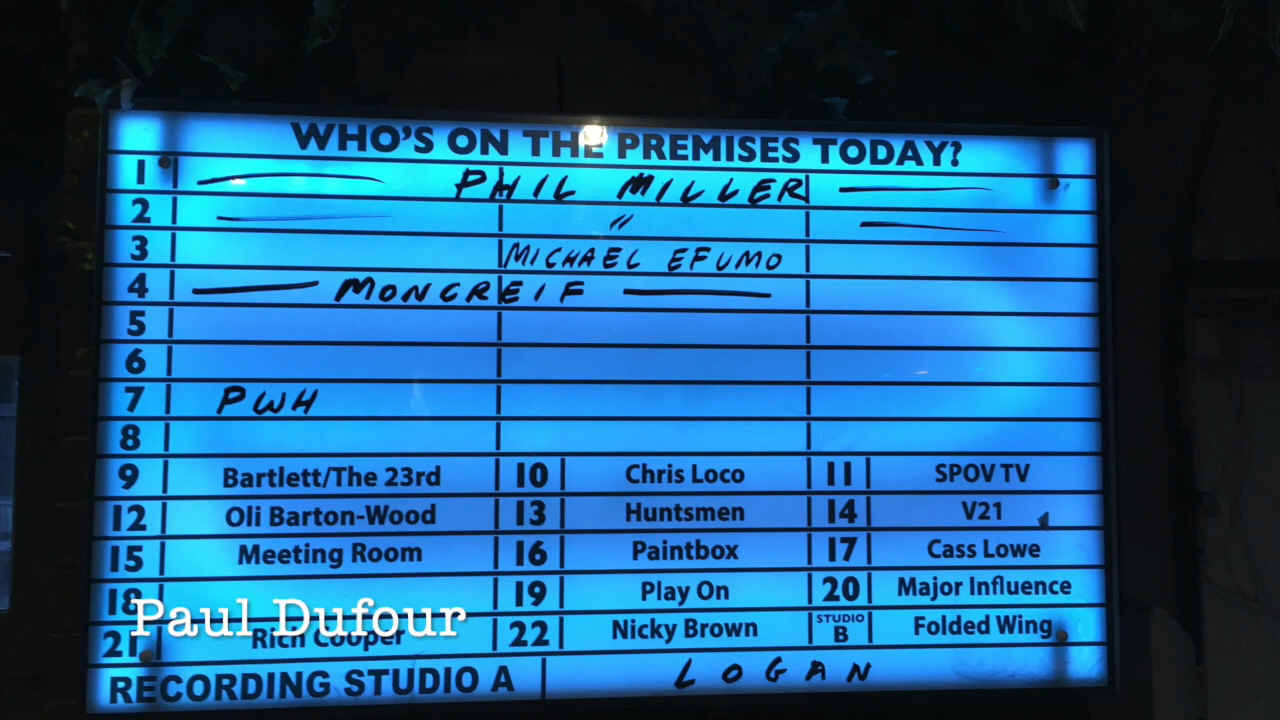 WHO'S ON THE PREMISES TODAY?
1 PHIL MILLER
2 "
3 MICHAEL EFUMO
4 MONCREIF
5
6
7 PWH
8
9 Bartlett/The 23rd 10 Chris Loco 11 SPOV TV
12 Oli Barton-Wood 13 Huntsmen 14 V21
15 Meeting Room 16 Paintbox 17 Cass Lowe
18 19 Play On 20 Major Influence
Paul Dufour
21 Rich Cooper 22 Nicky Brown STUDIO B Folded Wing
RECORDING STUDIO A LOGAN